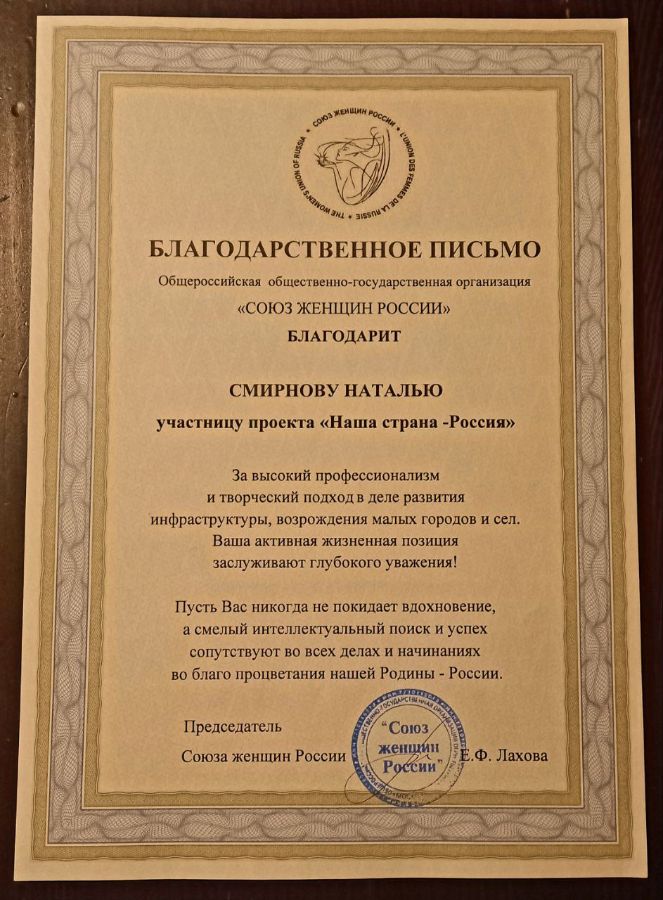 СОЮЗ ЖЕНЩИН РОССИИ * L'UNION DES FEMMES DE LA RUSSIE * THE WOMEN'S UNION OF RUSSIA *
БЛАГОДАРСТВЕННОЕ ПИСЬМО
Общероссийская общественно-государственная организация
«СОЮЗ ЖЕНЩИН РОССИИ»
БЛАГОДАРИТ
СМИРНОВУ НАТАЛЬЮ
участницу проекта «Наша страна -Россия»
За высокий профессионализм
и творческий подход в деле развития
инфраструктуры, возрождения малых городов и сел.
Ваша активная жизненная позиция
заслуживают глубокого уважения!
Пусть Вас никогда не покидает вдохновение,
а смелый интеллектуальный поиск и успех
сопутствуют во всех делах и начинаниях
во благо процветания нашей Родины - России.
Председатель
Союза женщин России
Е.Ф. Лахова
"Союз
женщин
России"